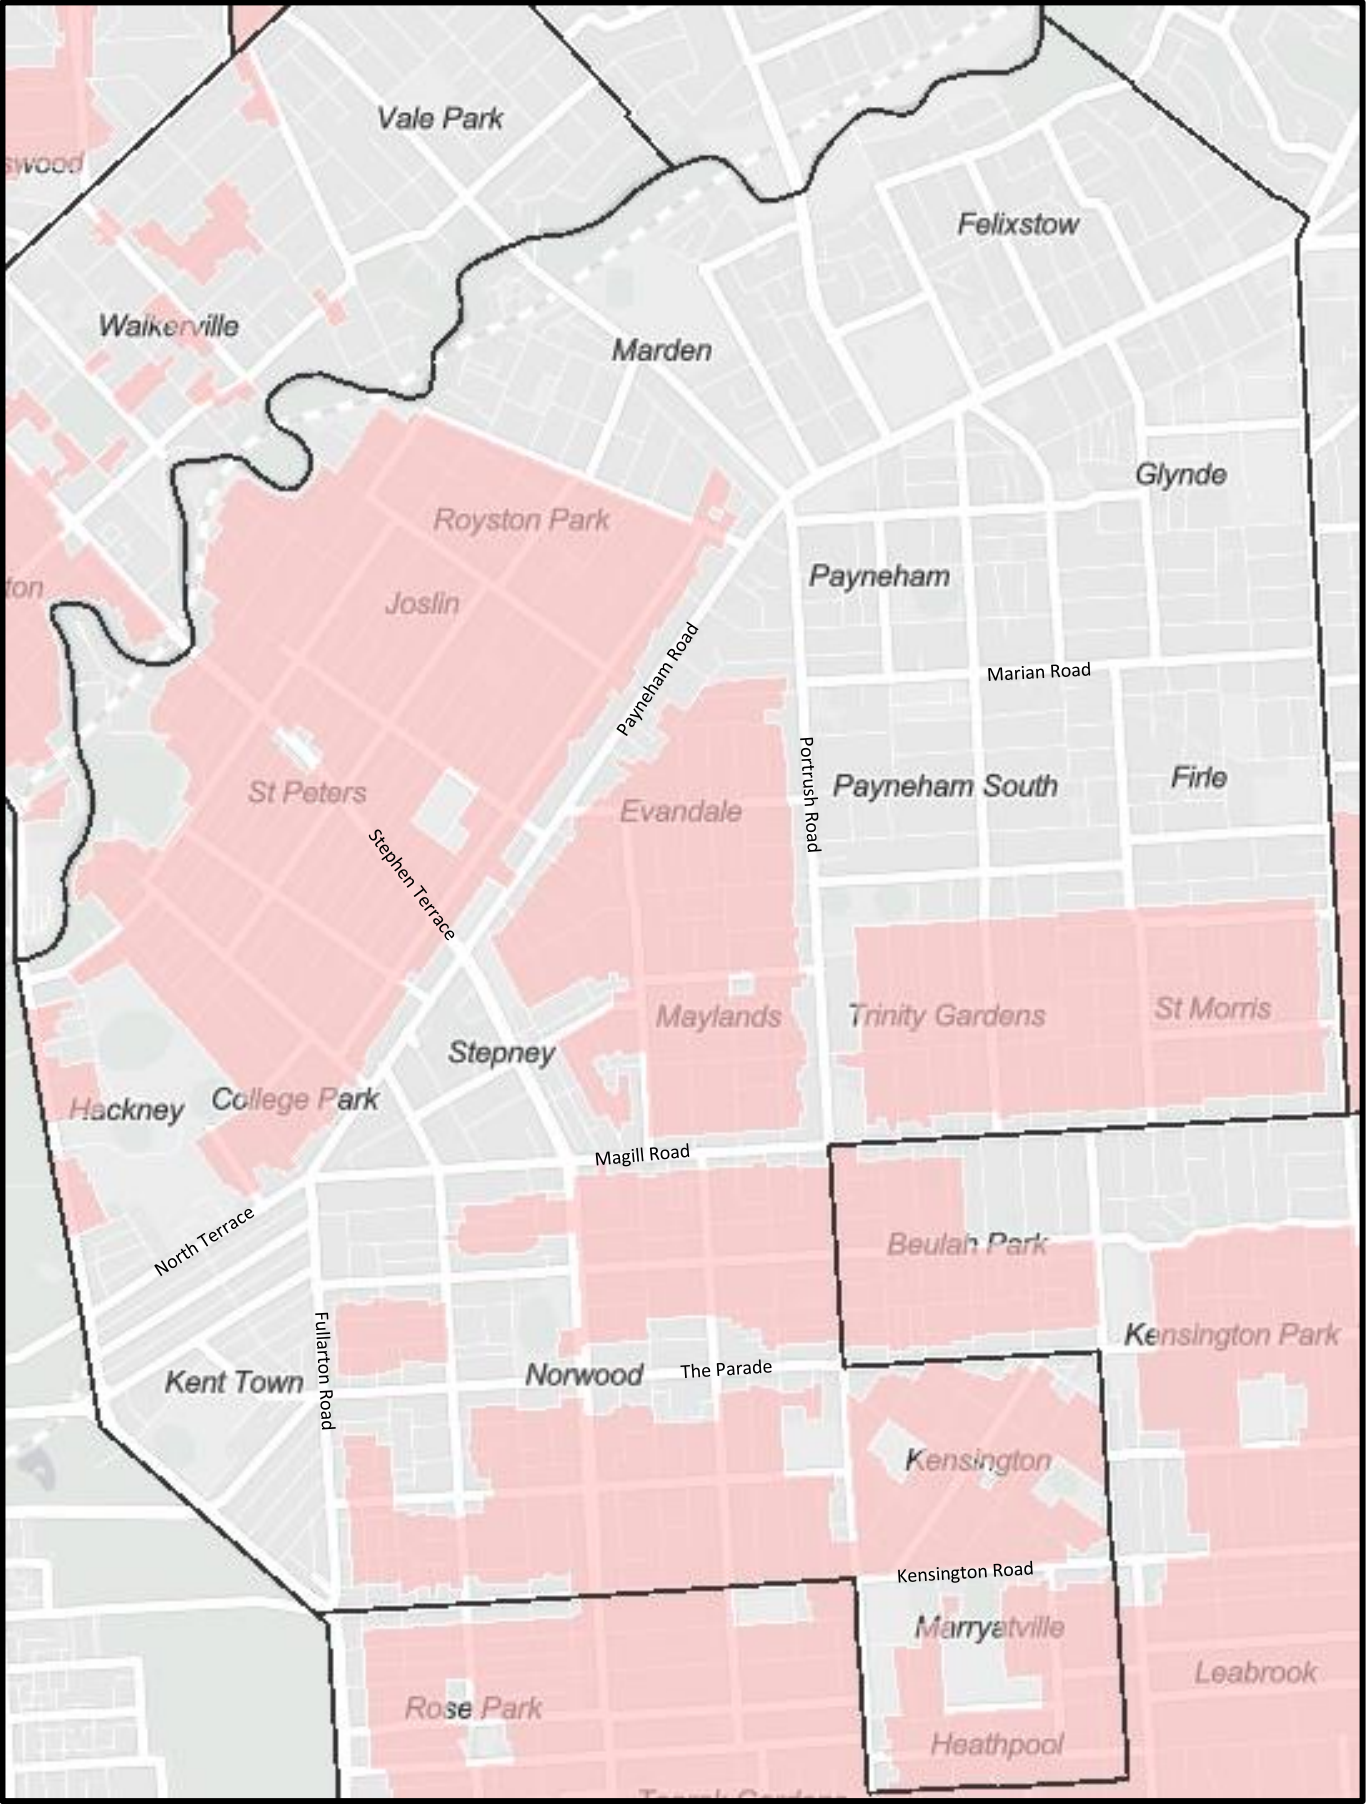 Vale Park
swood
Felixstow
Walkerville
Marden
Glynde
Royston Park
Payneham
ton
Joslin
Payneham Road
Marian Road
Portrush Road
St Peters
Evandale
Payneham South
Firle
Stephen Terrace
Maylands
Trinity Gardens
St Morris
Stepney
Hackney
College Park
Magill Road
North Terrace
Beulah Park
Fullarton Road
Kensington Park
Kent Town
Norwood
The Parade
Kensington
Kensington Road
Marryatville
Leabrook
Rose Park
Heathpool